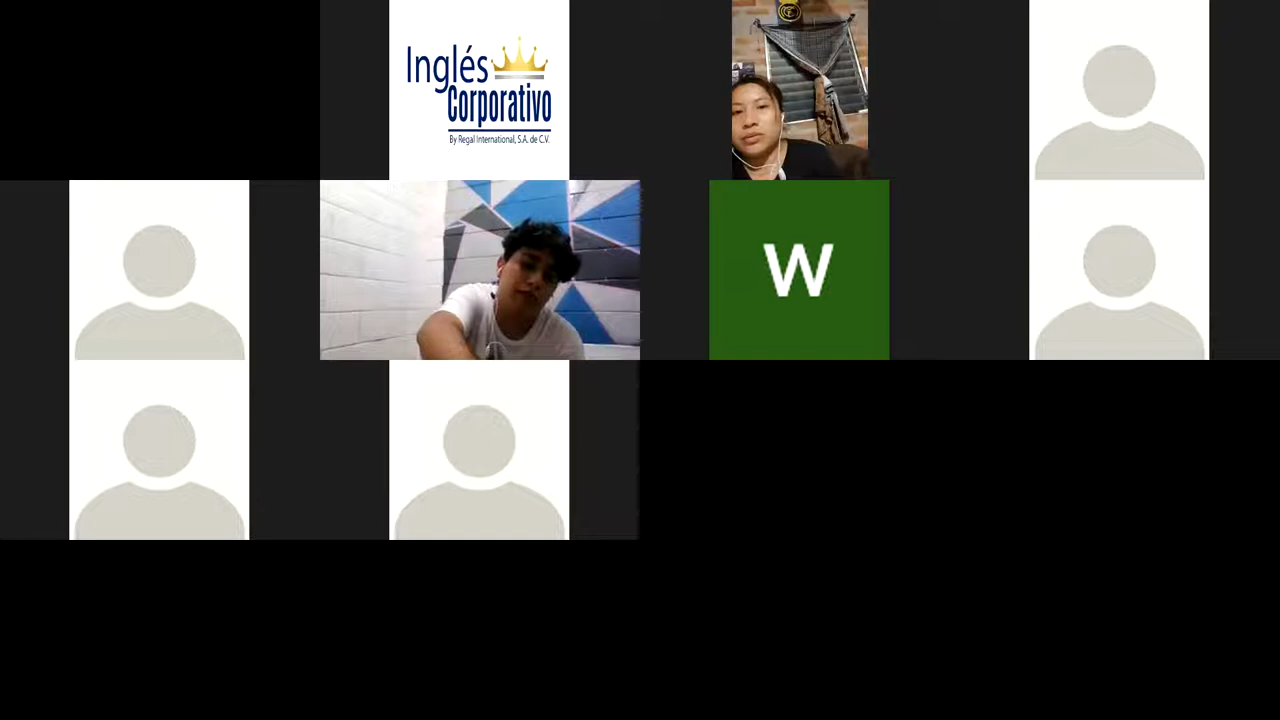 Inglés
Corporativo
By Regal International, S.A. de C.V.
W